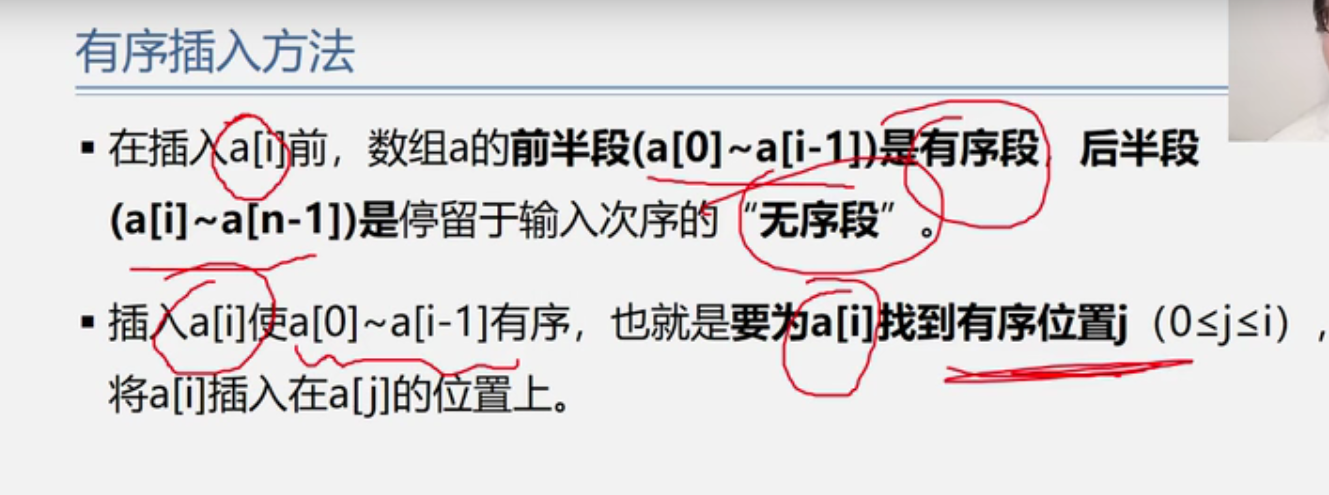 有序插入方法
▪ 在插入a[i]前，数组a的前半段(a[0]~a[i-1])是有序段，后半段
(a[i]~a[n-1])是停留于输入次序的“无序段”。
▪ 插入a[i]使a[0]~a[i-1]有序，也就是要为a[i]找到有序位置j（0≤j≤i），
将a[i]插入在a[j]的位置上。